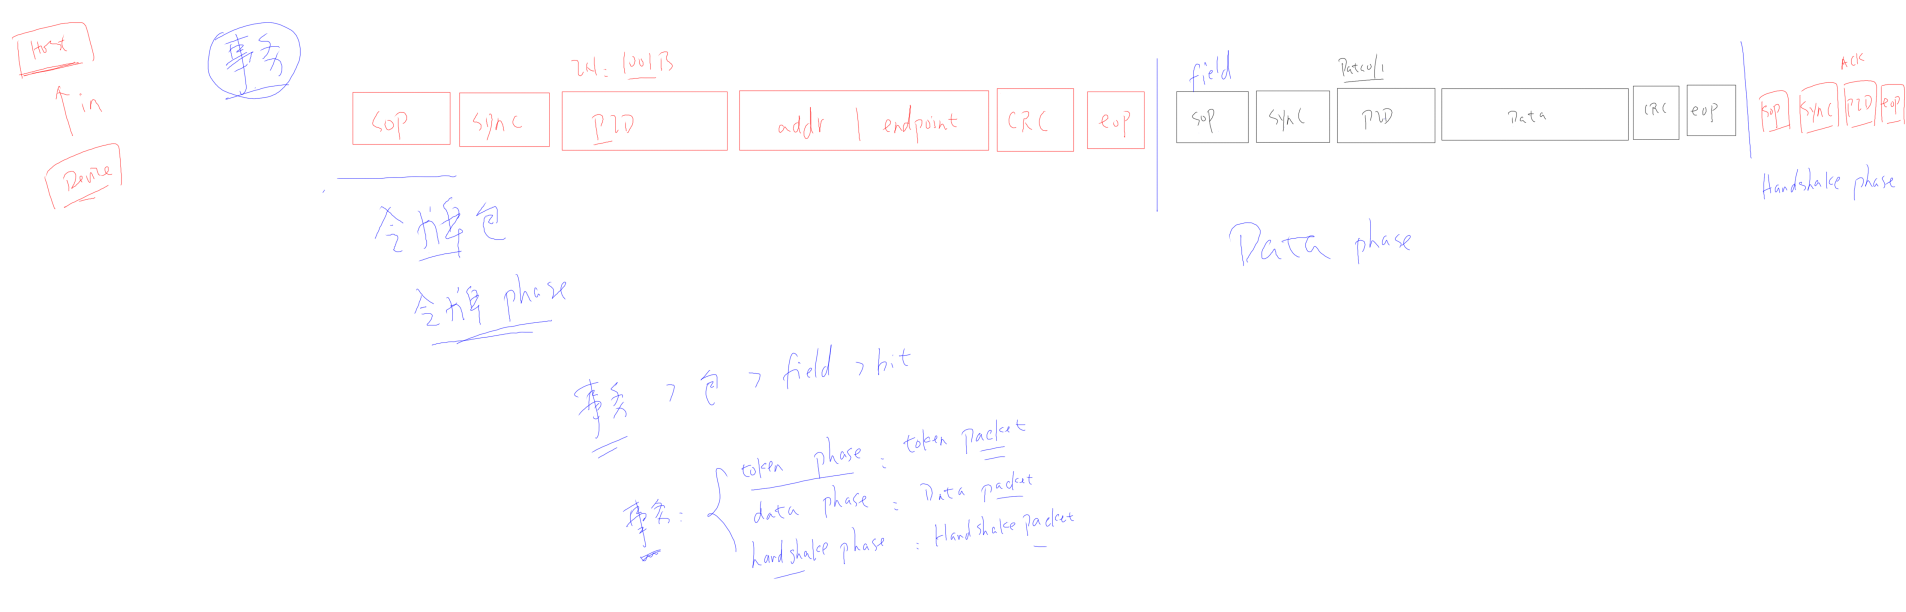 Host
in
Device
事务
IN: 1001B
SOP SYNC PID addr | endpoint CRC eop
field
Data0/1
SOP SYNC PID Data CRC eop
ACK
SOP SYNC PID eop
Handshake phase
令牌包
令牌 phase
Data phase
事务 > 包 > field > bit
事务:
token phase : token packet
data phase : Data packet
handshake phase : Handshake packet